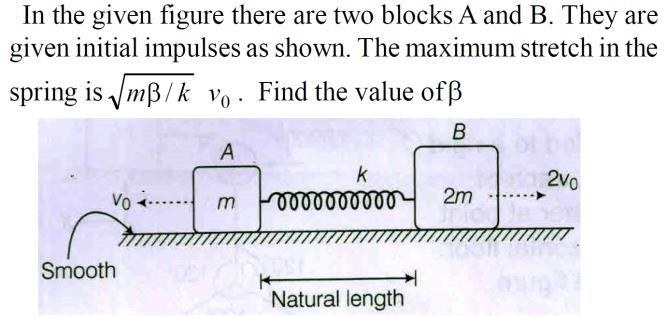 In the given figure there are two blocks A and B. They are
given initial impulses as shown. The maximum stretch in the
spring is √mβ/k v₀. Find the value of β
B
A
k
2v₀
v₀
m
2m
Smooth
Natural length